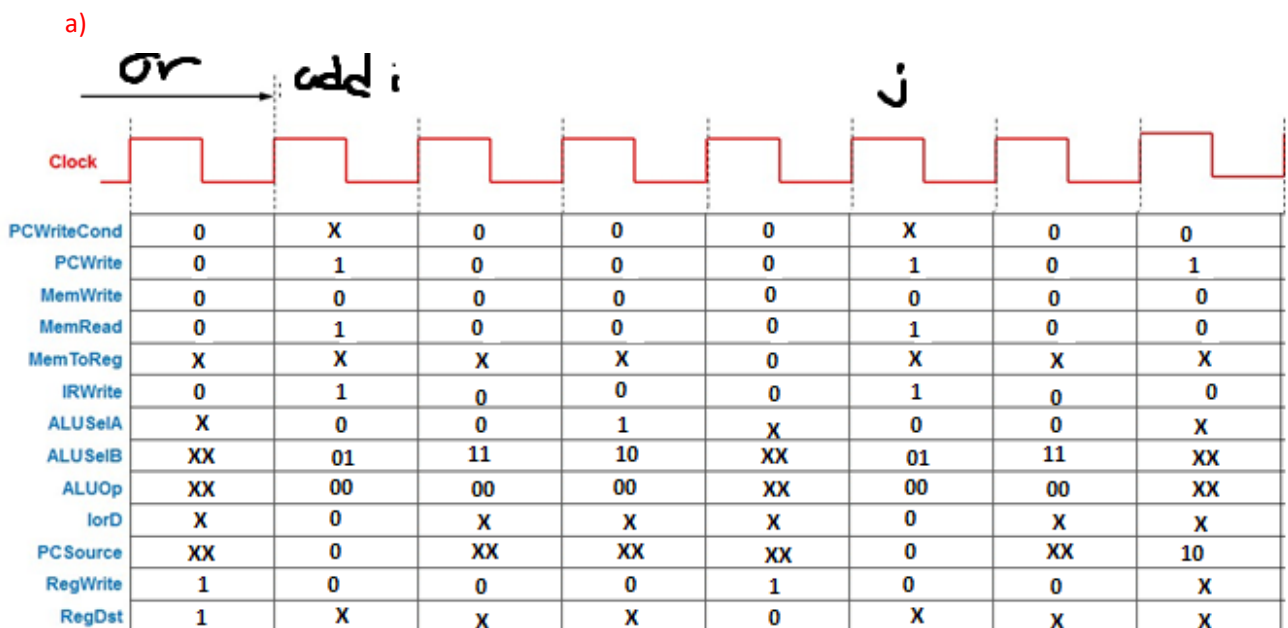 a)
or addi j
Clock
PCWriteCond 0 X 0 0 0 X 0 0
PCWrite 0 1 0 0 0 1 0 1
MemWrite 0 0 0 0 0 0 0 0
MemRead 0 1 0 0 0 1 0 0
MemToReg X X X X 0 X X X
IRWrite 0 1 0 0 0 1 0 0
ALUSelA X 0 0 1 X 0 0 X
ALUSelB XX 01 11 10 XX 01 11 XX
ALUOp XX 00 00 00 XX 00 00 XX
IorD X 0 X X X 0 X X
PCSource XX 0 XX XX XX 0 XX 10
RegWrite 1 0 0 0 1 0 0 X
RegDst 1 X X X 0 X X X